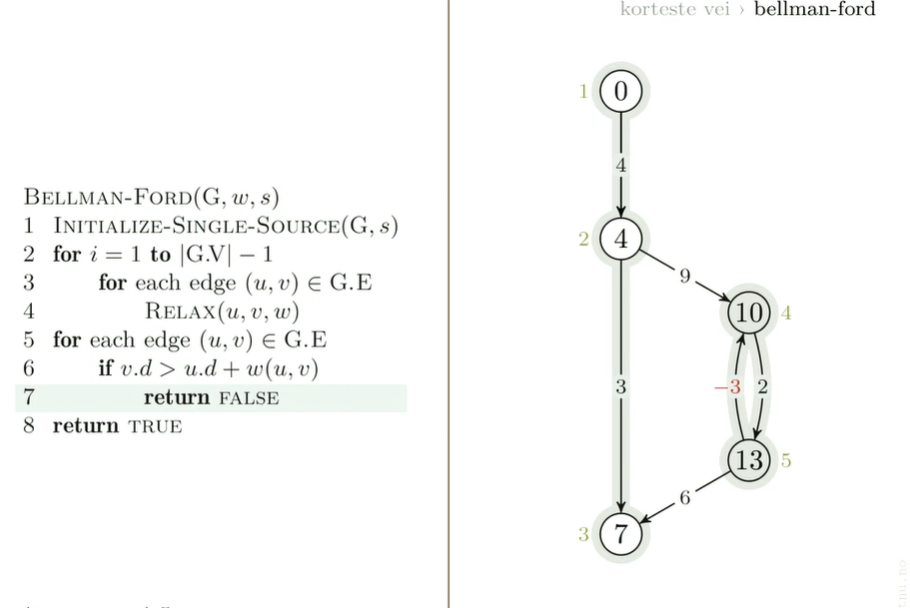 korteste vei › bellman-ford
BELLMAN-FORD(G, w, s)
1 INITIALIZE-SINGLE-SOURCE(G, s)
2 for i = 1 to |G.V| − 1
3 for each edge (u, v) ∈ G.E
4 RELAX(u, v, w)
5 for each edge (u, v) ∈ G.E
6 if v.d > u.d + w(u, v)
7 return FALSE
8 return TRUE
1 0
4
2 4
9
10 4
3
−3 2
13 5
6
3 7